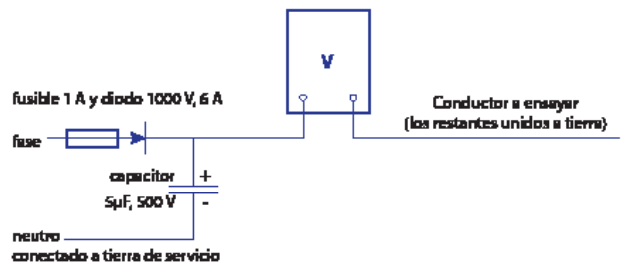 V
fusible 1 A y diodo 1000 V, 6 A
Conductor a ensayar
(los restantes unidos a tierra)
fase
capacitor +
5μF, 500 V -
neutro
conectado a tierra de servicio